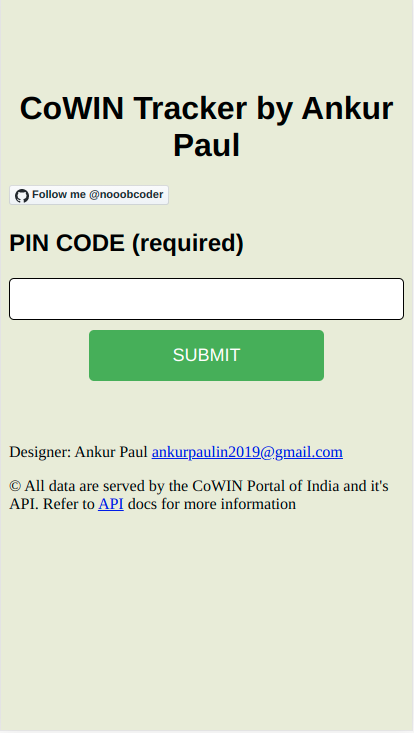 CoWIN Tracker by Ankur
Paul
Follow me @nooobcoder
PIN CODE (required)
SUBMIT
Designer: Ankur Paul ankurpaulin2019@gmail.com
© All data are served by the CoWIN Portal of India and it's
API. Refer to API docs for more information